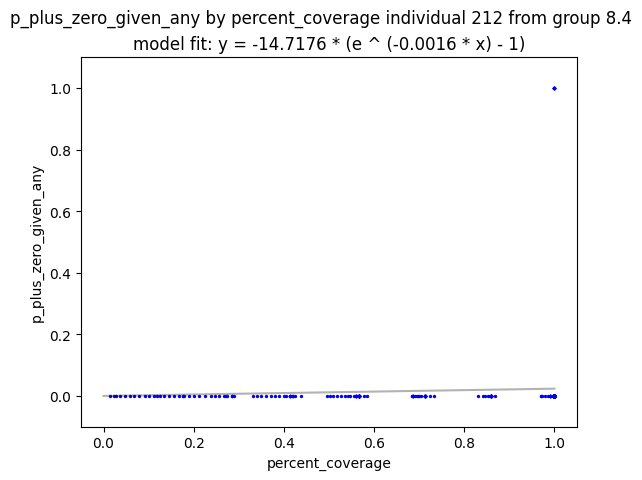 p_plus_zero_given_any by percent_coverage individual 212 from group 8.4
model fit: y = -14.7176 * (e ^ (-0.0016 * x) - 1)
1.0
0.8
0.6
0.4
0.2
0.0
p_plus_zero_given_any
0.0 0.2 0.4 0.6 0.8 1.0
percent_coverage